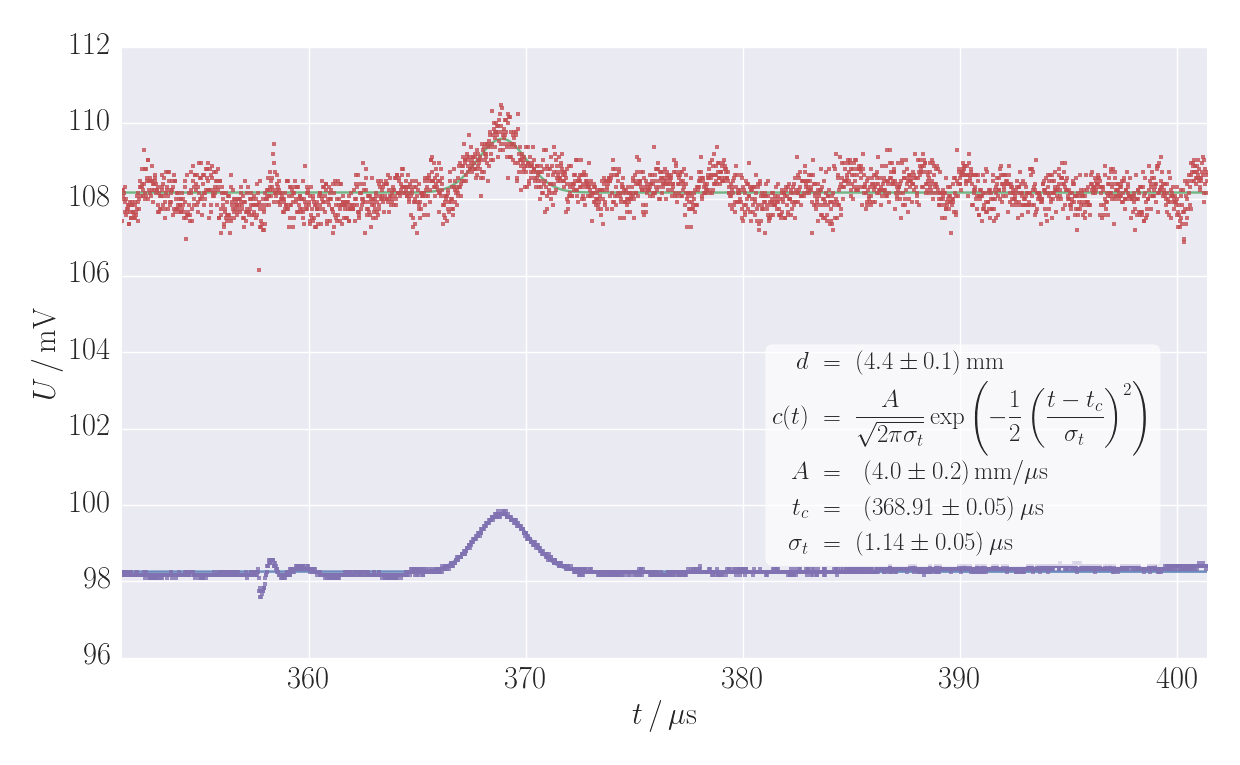 112
110
108
106
104
102
100
98
96
U / mV
d = (4.4 ± 0.1) mm
c(t) = A / √2πσ_t exp(−1/2 (t − t_c / σ_t)^2)
A = (4.0 ± 0.2) mm/μs
t_c = (368.91 ± 0.05) μs
σ_t = (1.14 ± 0.05) μs
360 370 380 390 400
t / μs